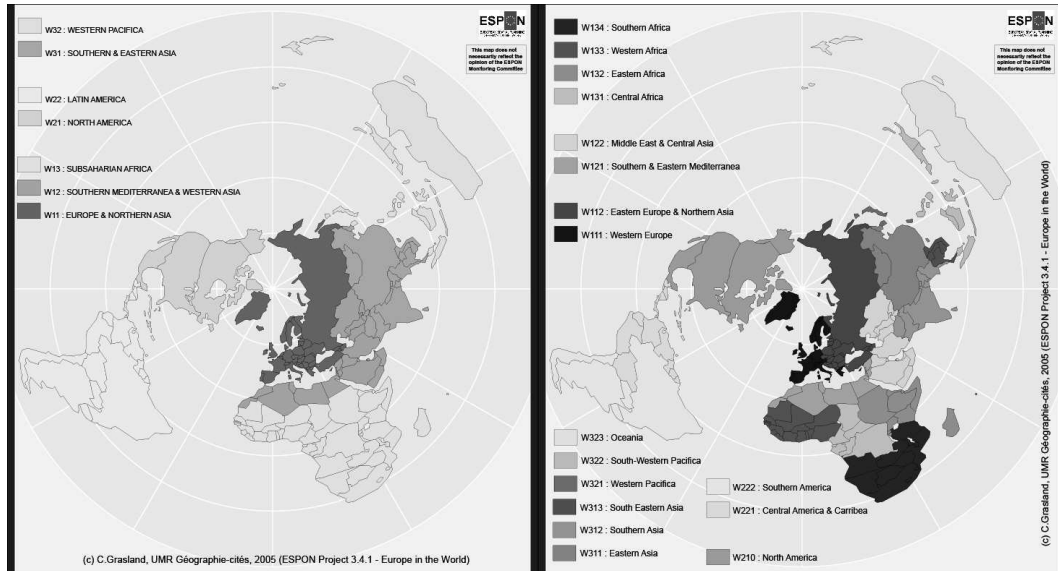 W32 : WESTERN PACIFICA
W31 : SOUTHERN & EASTERN ASIA
W22 : LATIN AMERICA
W21 : NORTH AMERICA
W13 : SUBSAHARIAN AFRICA
W12 : SOUTHERN MEDITERRANEA & WESTERN ASIA
W11 : EUROPE & NORTHERN ASIA
ESPON
This map does not
necessarily reflect the
opinion of the ESPON
Monitoring Committee
(c) C.Grasland, UMR Géographie-cités, 2005 (ESPON Project 3.4.1 - Europe in the World)
W134 : Southern Africa
W133 : Western Africa
W132 : Eastern Africa
W131 : Central Africa
W122 : Middle East & Central Asia
W121 : Southern & Eastern Mediterranea
W112 : Eastern Europe & Northern Asia
W111 : Western Europe
ESPON
This map does not
necessarily reflect the
opinion of the ESPON
Monitoring Committee
W323 : Oceania
W322 : South-Western Pacifica
W321 : Western Pacifica
W313 : South Eastern Asia
W312 : Southern Asia
W311 : Eastern Asia
W222 : Southern America
W221 : Central America & Carribea
W210 : North America
(c) C.Grasland, UMR Géographie-cités, 2005 (ESPON Project 3.4.1 - Europe in the World)